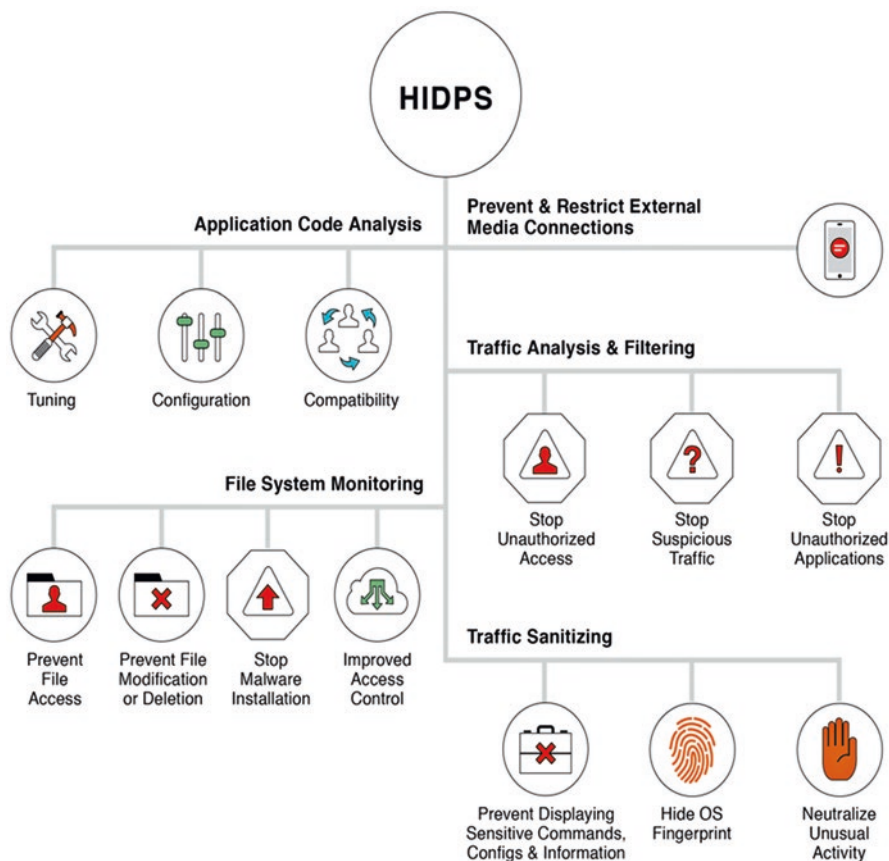 HIDPS
Application Code Analysis
Prevent & Restrict External
Media Connections
Tuning
Configuration
Compatibility
Traffic Analysis & Filtering
Stop
Unauthorized
Access
Stop
Suspicious
Traffic
Stop
Unauthorized
Applications
File System Monitoring
Prevent
File
Access
Prevent File
Modification
or Deletion
Stop
Malware
Installation
Improved
Access
Control
Traffic Sanitizing
Prevent Displaying
Sensitive Commands,
Configs & Information
Hide OS
Fingerprint
Neutralize
Unusual
Activity